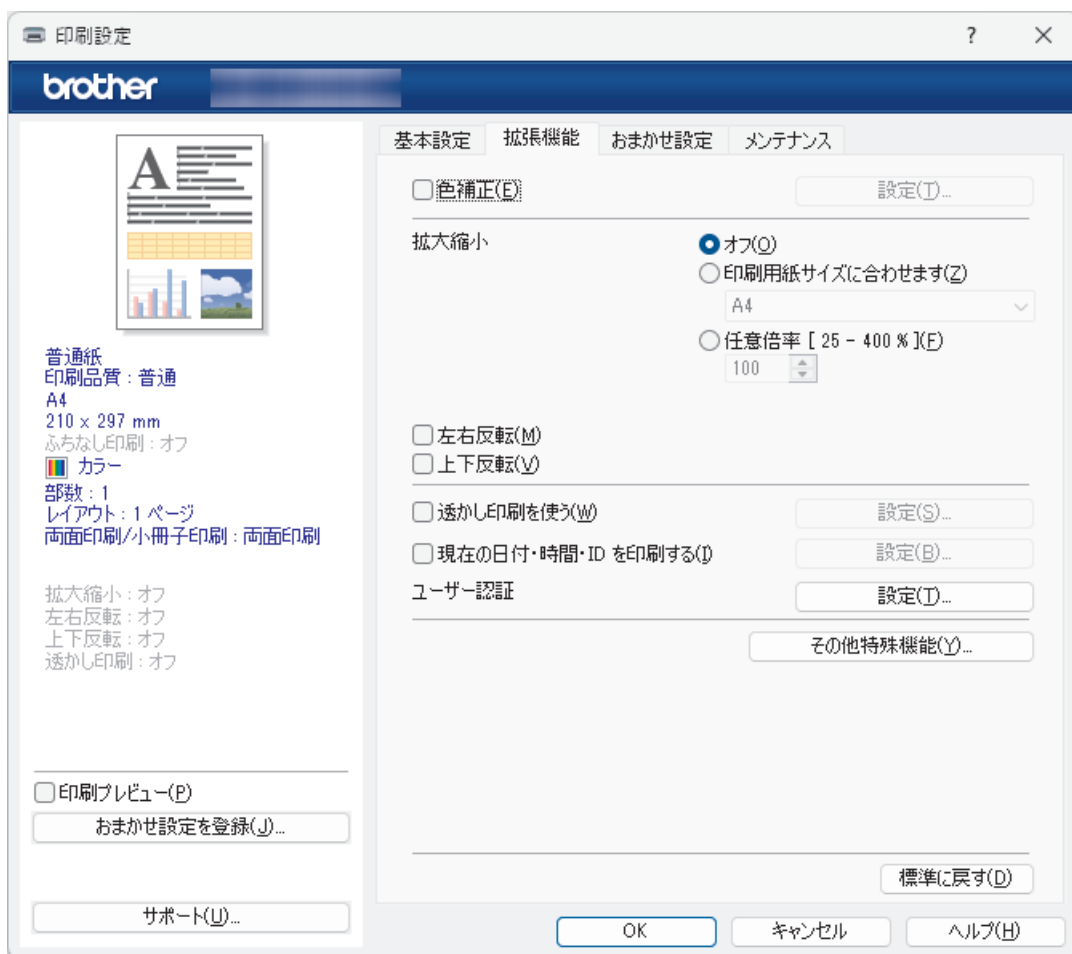 印刷設定
?
brother
基本設定
拡張機能
おまかせ設定
メンテナンス
A
普通紙
印刷品質 : 普通
A4
210 x 297 mm
ふちなし印刷 : オフ
カラー
部数 : 1
レイアウト : 1 ページ
両面印刷/小冊子印刷 : 両面印刷
拡大縮小 : オフ
左右反転 : オフ
上下反転 : オフ
透かし印刷 : オフ
印刷プレビュー(P)
おまかせ設定を登録(J)...
サポート(U)...
色補正(E)
設定(T)...
拡大縮小
オフ(O)
印刷用紙サイズに合わせます(Z)
A4
任意倍率 [ 25 - 400 % ](F)
100
左右反転(M)
上下反転(V)
透かし印刷を使う(W)
設定(S)...
現在の日付・時間・ID を印刷する(I)
設定(B)...
ユーザー認証
設定(T)...
その他特殊機能(Y)...
標準に戻す(D)
OK
キャンセル
ヘルプ(H)